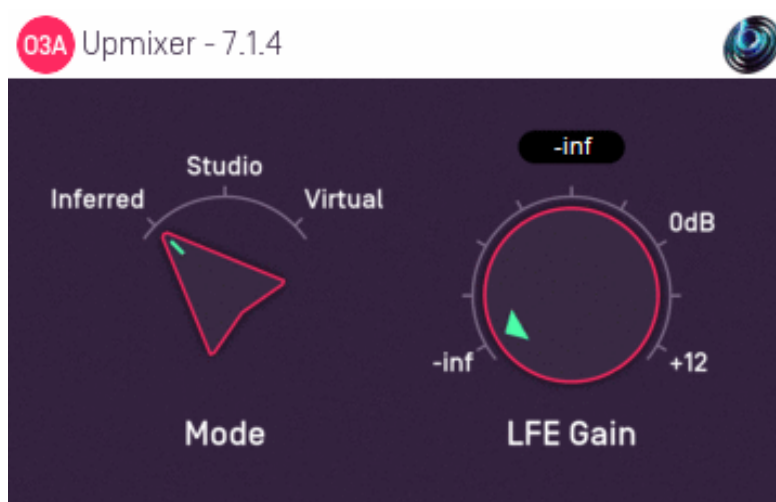 O3A Upmixer - 7.1.4
-inf
Studio
Inferred
Virtual
0dB
-inf
+12
Mode
LFE Gain